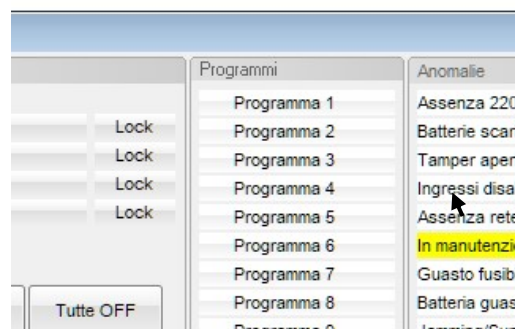 Programmi
Anomalie
Programma 1
Assenza 220
Lock
Programma 2
Batterie scar
Lock
Programma 3
Tamper aper
Lock
Programma 4
Ingressi disa
Lock
Programma 5
Assenza rete
Programma 6
In manutenzi
Programma 7
Guasto fusib
Tutte OFF
Programma 8
Batteria guas